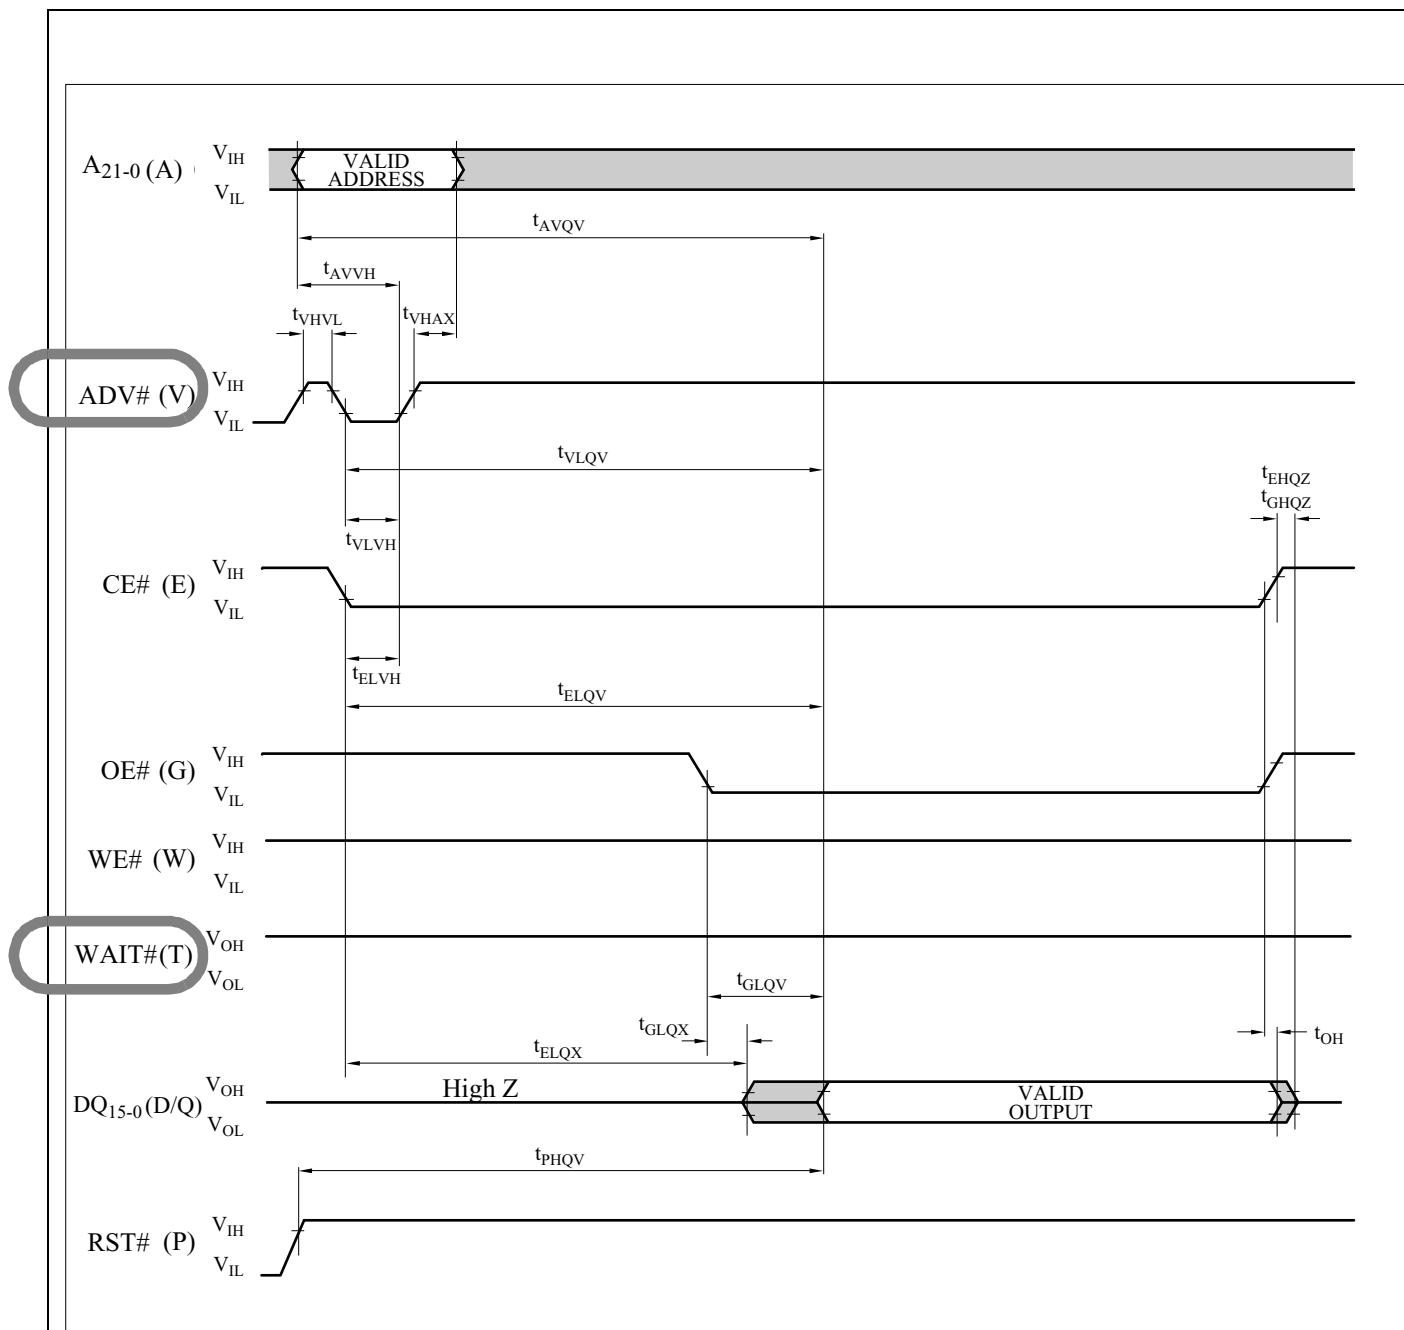 A21-0 (A)
VIH
VIL
VALID
ADDRESS
tAVQV
tAVVH
tVHVL
tVHAX
ADV# (V)
VIH
VIL
tVLQV
tEHQZ
tGHQZ
tVLVH
CE# (E)
VIH
VIL
tELVH
tELQV
OE# (G)
VIH
VIL
WE# (W)
VIH
VIL
WAIT#(T)
VOH
VOL
tGLQV
tGLQX
tOH
tELQX
DQ15-0 (D/Q)
VOH
VOL
High Z
VALID
OUTPUT
tPHQV
RST# (P)
VIH
VIL